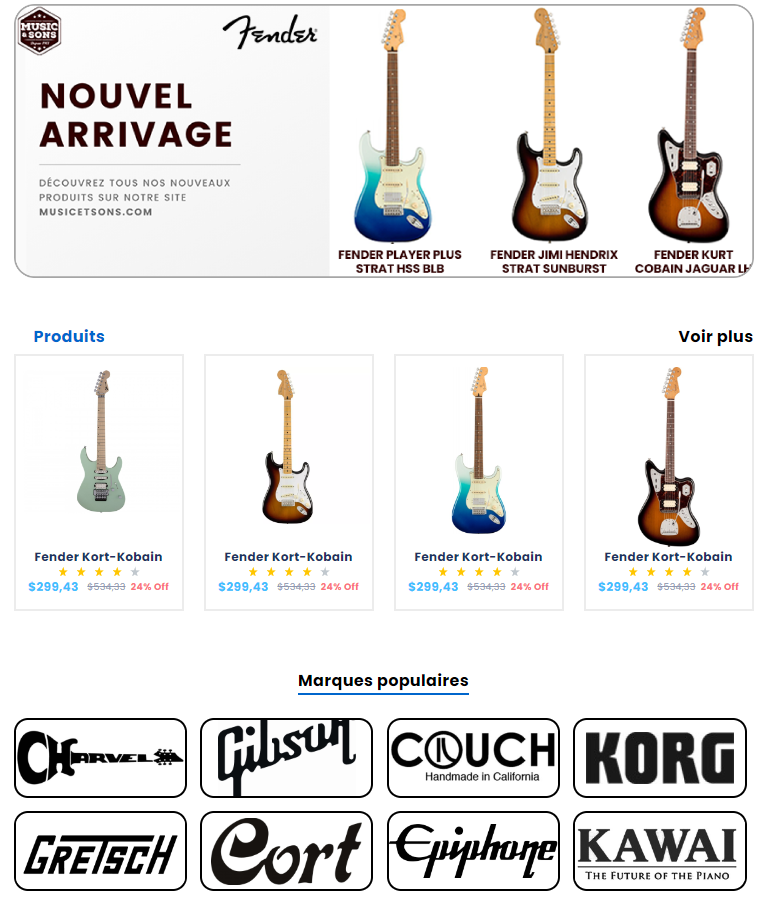 MUSIC
& SONS
Fender
NOUVEL
ARRIVAGE
DÉCOUVREZ TOUS NOS NOUVEAUX
PRODUITS SUR NOTRE SITE
MUSICETSONS.COM
FENDER PLAYER PLUS
STRAT HSS BLB
FENDER JIMI HENDRIX
STRAT SUNBURST
FENDER KURT
COBAIN JAGUAR LH
Produits
Voir plus
Fender Kort-Kobain
$299,43 $534,33 24% Off
Fender Kort-Kobain
$299,43 $534,33 24% Off
Fender Kort-Kobain
$299,43 $534,33 24% Off
Fender Kort-Kobain
$299,43 $534,33 24% Off
Marques populaires
CHARVEL
Gibson
COUCH
Handmade in California
KORG
GRETSCH
Cort
Epiphone
KAWAI
THE FUTURE OF THE PIANO